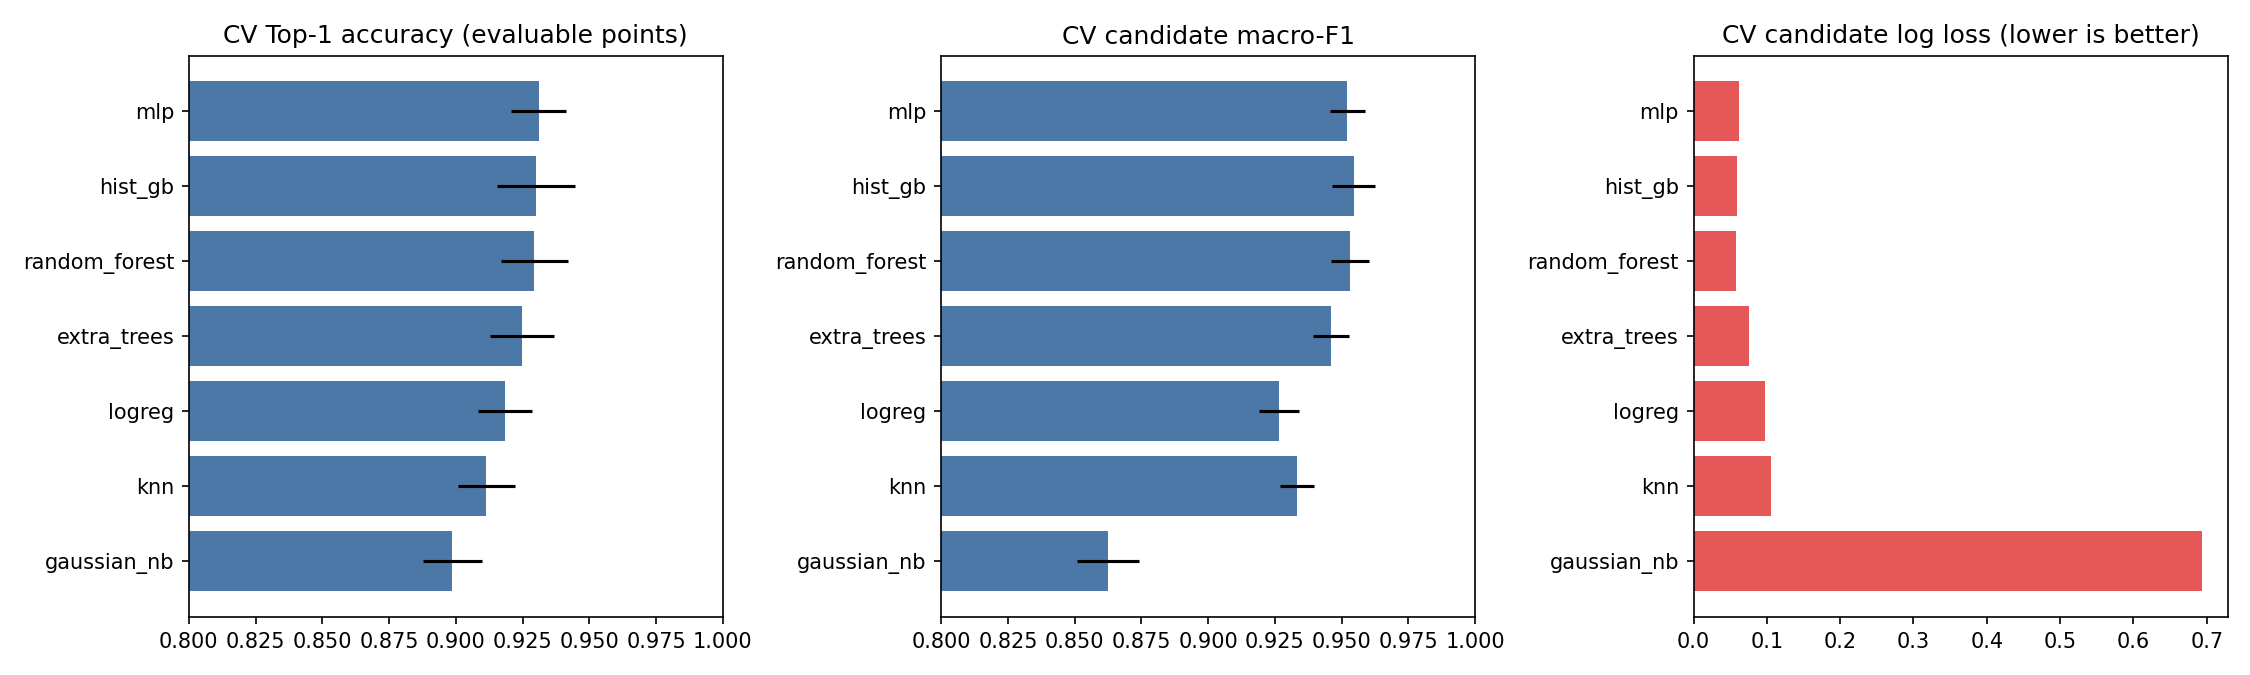 CV Top-1 accuracy (evaluable points)
mlp
hist_gb
random_forest
extra_trees
logreg
knn
gaussian_nb
0.800 0.825 0.850 0.875 0.900 0.925 0.950 0.975 1.000
CV candidate macro-F1
mlp
hist_gb
random_forest
extra_trees
logreg
knn
gaussian_nb
0.800 0.825 0.850 0.875 0.900 0.925 0.950 0.975 1.000
CV candidate log loss (lower is better)
mlp
hist_gb
random_forest
extra_trees
logreg
knn
gaussian_nb
0.0 0.1 0.2 0.3 0.4 0.5 0.6 0.7